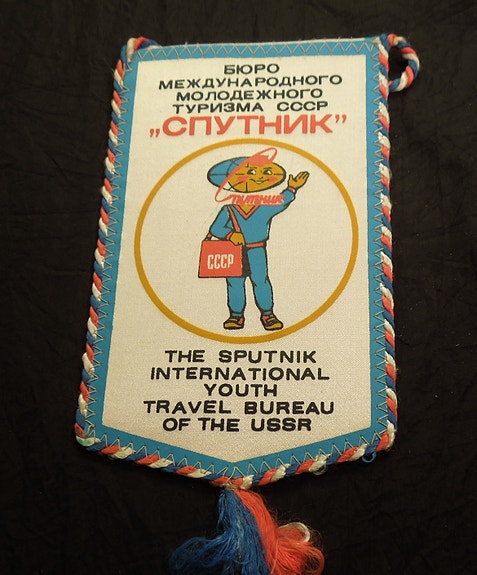 БЮРО
МЕЖДУНАРОДНОГО
МОЛОДЕЖНОГО
ТУРИЗМА СССР
„СПУТНИК”
СПУТНИК
СССР
THE SPUTNIK
INTERNATIONAL
YOUTH
TRAVEL BUREAU
OF THE USSR